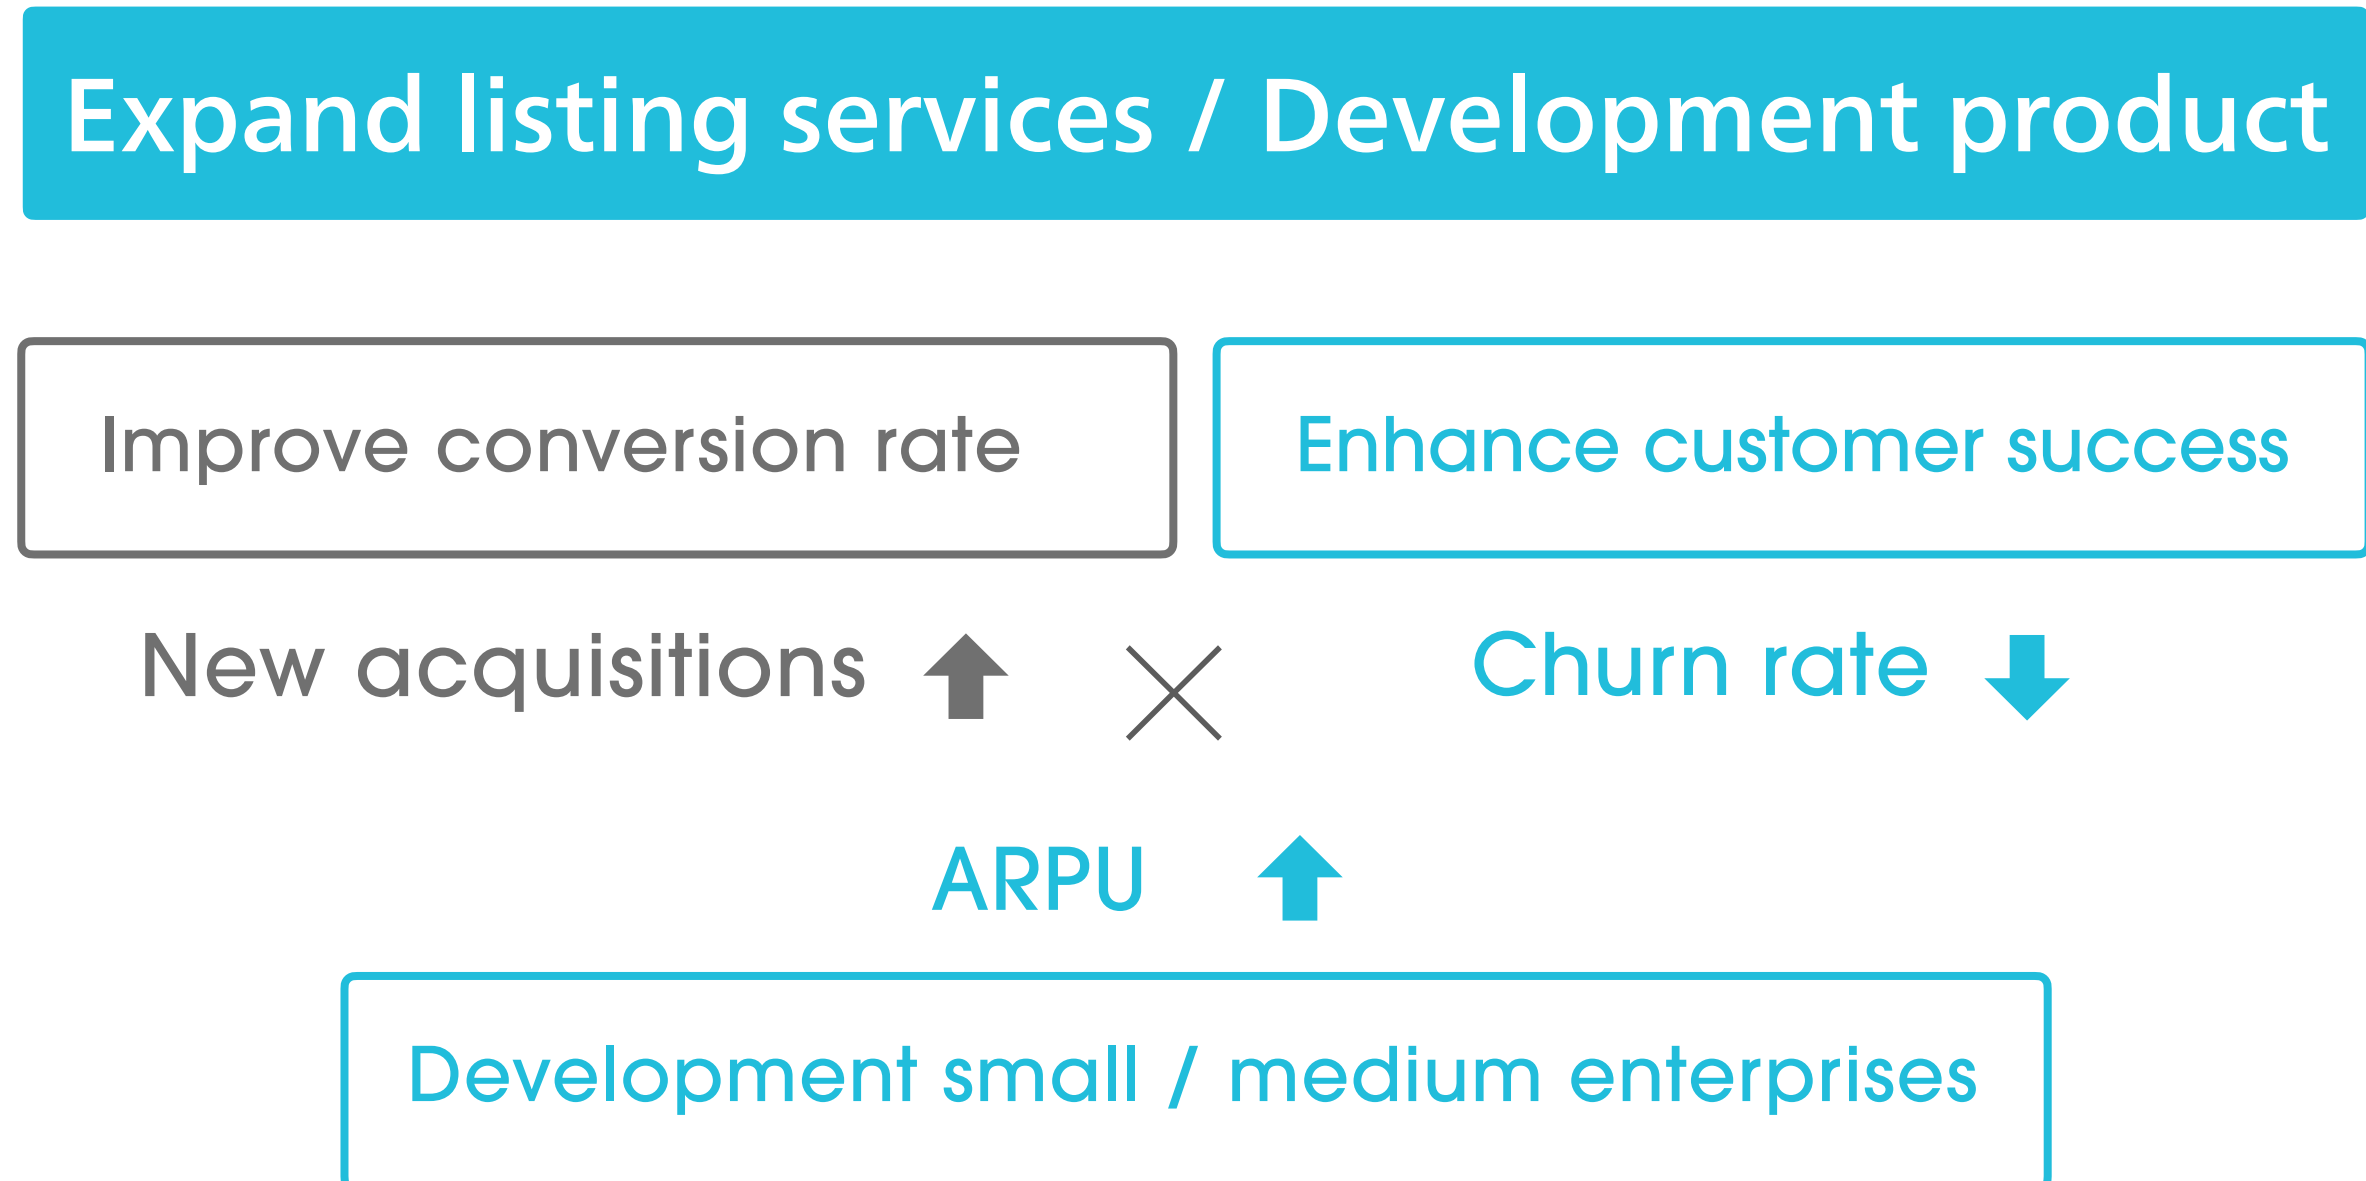 Expand listing services / Development product
Improve conversion rate
Enhance customer success
New acquisitions
Churn rate
ARPU
Development small / medium enterprises